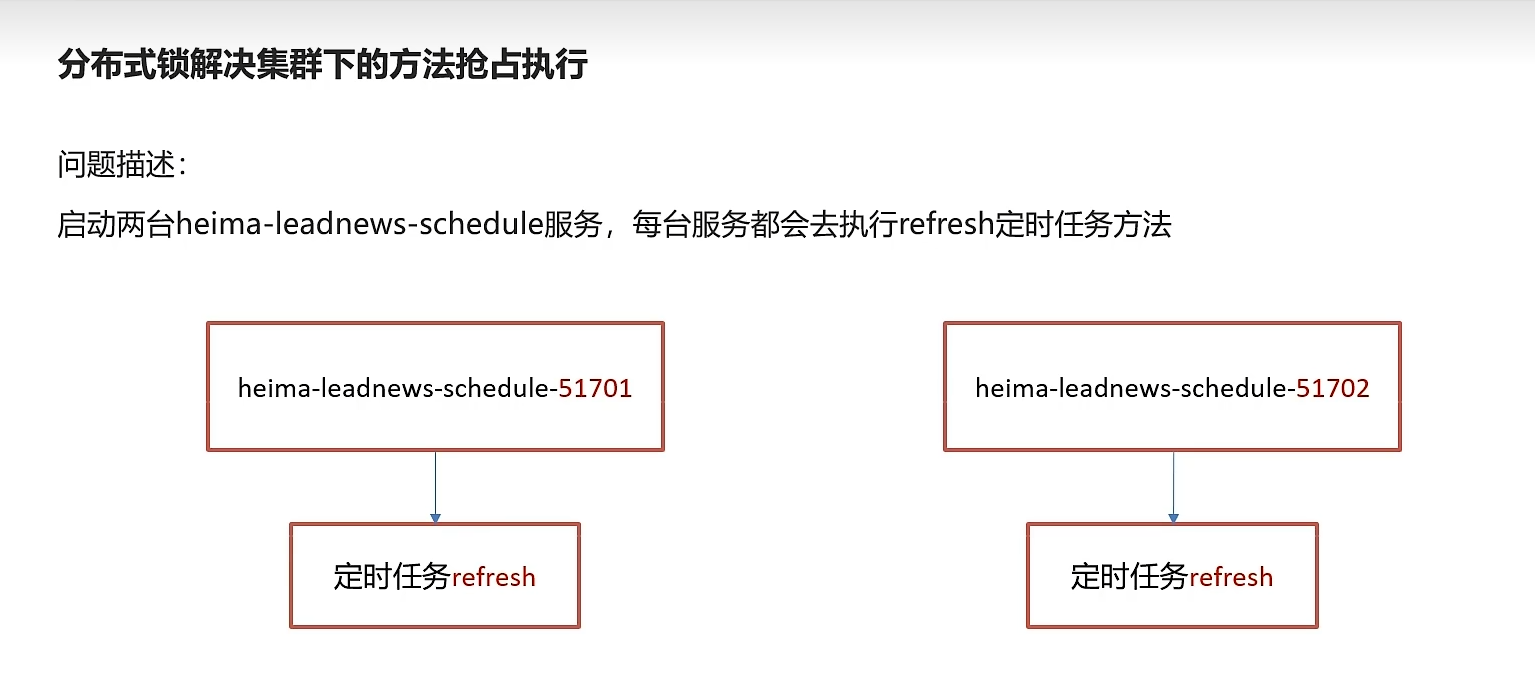 分布式锁解决集群下的方法抢占执行
问题描述：
启动两台heima-leadnews-schedule服务，每台服务都会去执行refresh定时任务方法
heima-leadnews-schedule-51701
heima-leadnews-schedule-51702
定时任务refresh
定时任务refresh